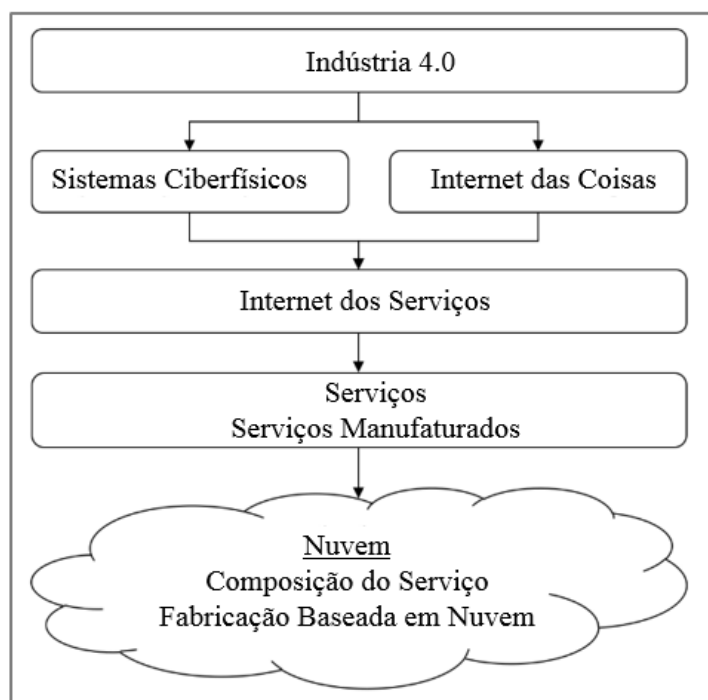 Indústria 4.0
Sistemas Ciberfísicos
Internet das Coisas
Internet dos Serviços
Serviços
Serviços Manufaturados
Nuvem
Composição do Serviço
Fabricação Baseada em Nuvem